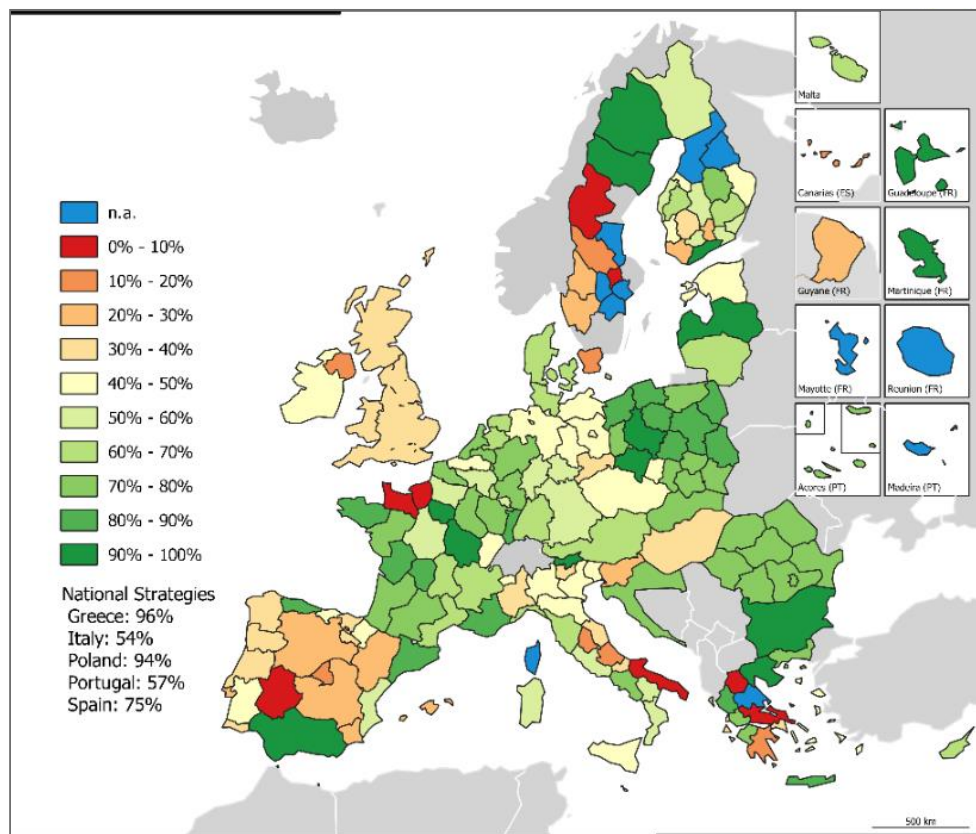 n.a.
0% - 10%
10% - 20%
20% - 30%
30% - 40%
40% - 50%
50% - 60%
60% - 70%
70% - 80%
80% - 90%
90% - 100%
National Strategies
Greece: 96%
Italy: 54%
Poland: 94%
Portugal: 57%
Spain: 75%
Malta
Canarias (ES)
Guadeloupe (FR)
Guyane (FR)
Martinique (FR)
Mayotte (FR)
Reunion (FR)
Acores (PT)
Madeira (PT)
500 km